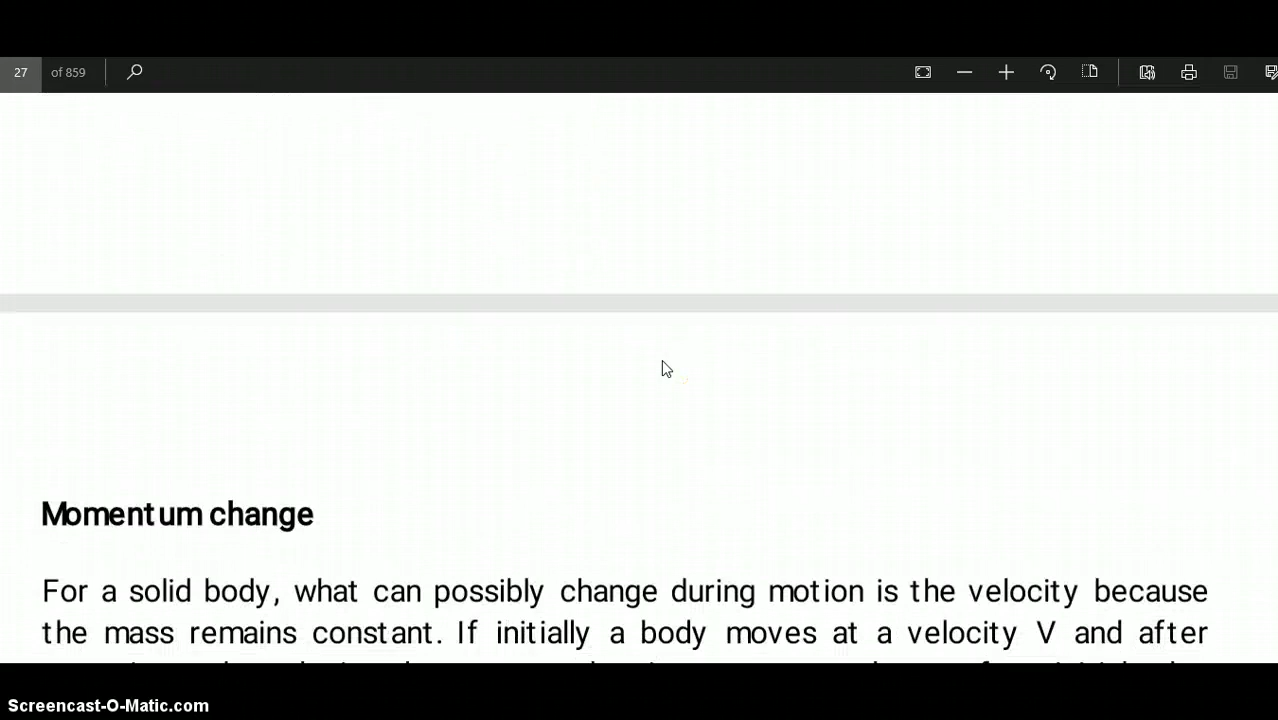 27 of 859
Momentum change
For a solid body, what can possibly change during motion is the velocity because
the mass remains constant. If initially a body moves at a velocity V and after
Screencast-O-Matic.com